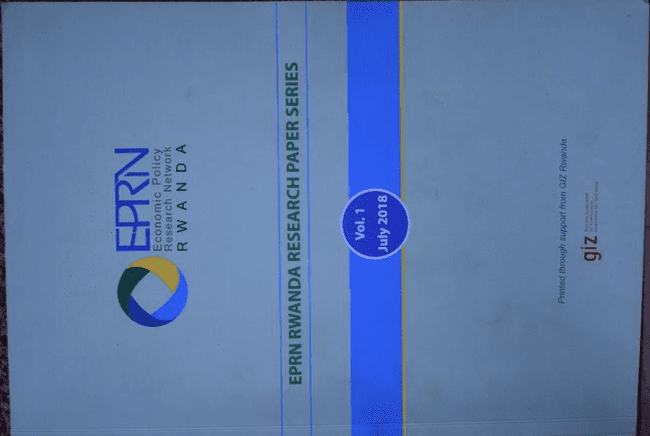 EPRN
Economic Policy
Research Network
RWANDA
EPRN RWANDA RESEARCH PAPER SERIES
Vol. 1
July 2018
Printed through support from GIZ Rwanda
giz